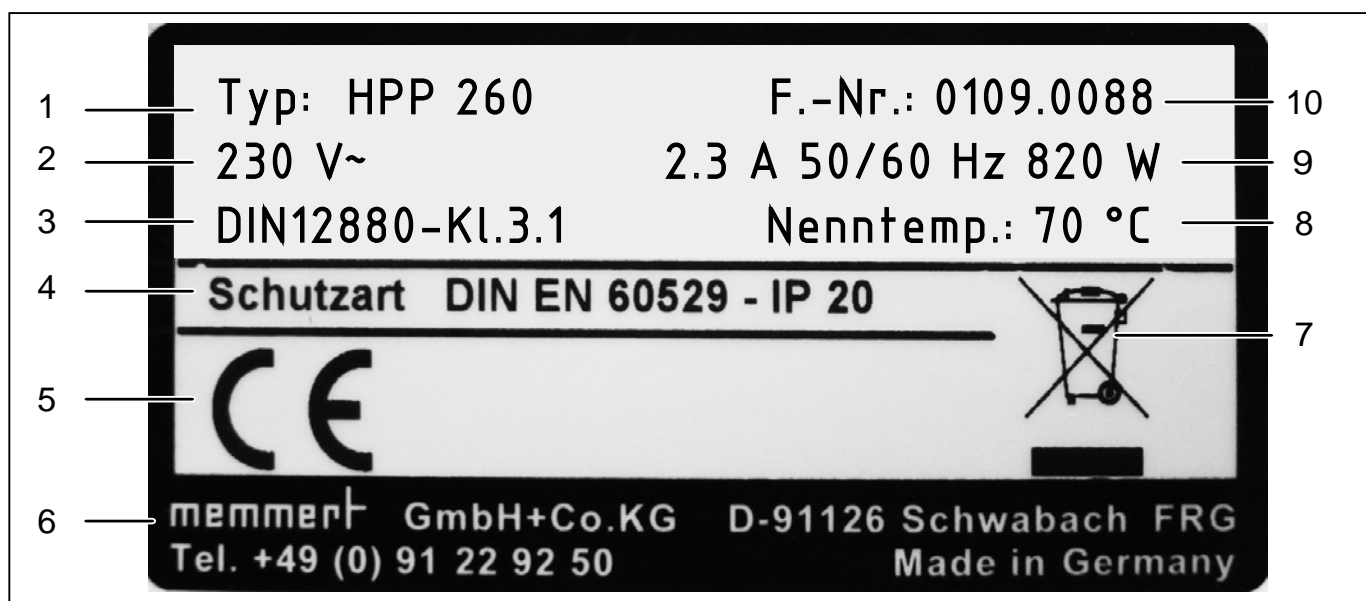 1 Typ: HPP 260 F.-Nr.: 0109.0088 10
2 230 V~ 2.3 A 50/60 Hz 820 W 9
3 DIN12880-Kl.3.1 Nenntemp.: 70 °C 8
4 Schutzart DIN EN 60529 - IP 20
7
5 CE
6 memmert GmbH+Co.KG D-91126 Schwabach FRG
Tel. +49 (0) 91 22 92 50 Made in Germany